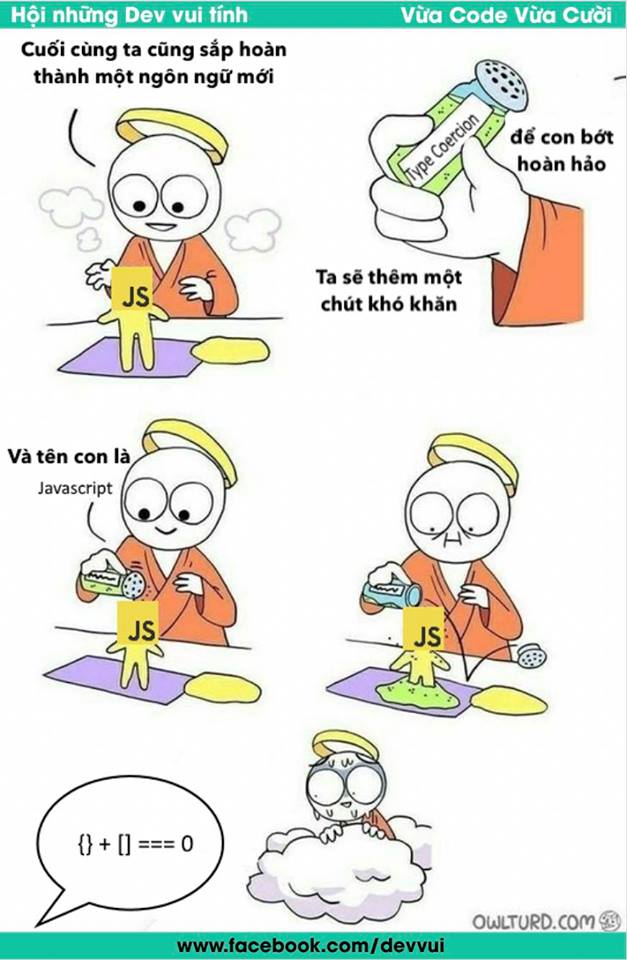 Hội những Dev vui tính
Vừa Code Vừa Cười
Cuối cùng ta cũng sắp hoàn
thành một ngôn ngữ mới
JS
Type Coercion
để con bớt
hoàn hảo
Ta sẽ thêm một
chút khó khăn
Và tên con là
Javascript
JS
JS
{} + [] === 0
OWLTURD.COM
www.facebook.com/devvui